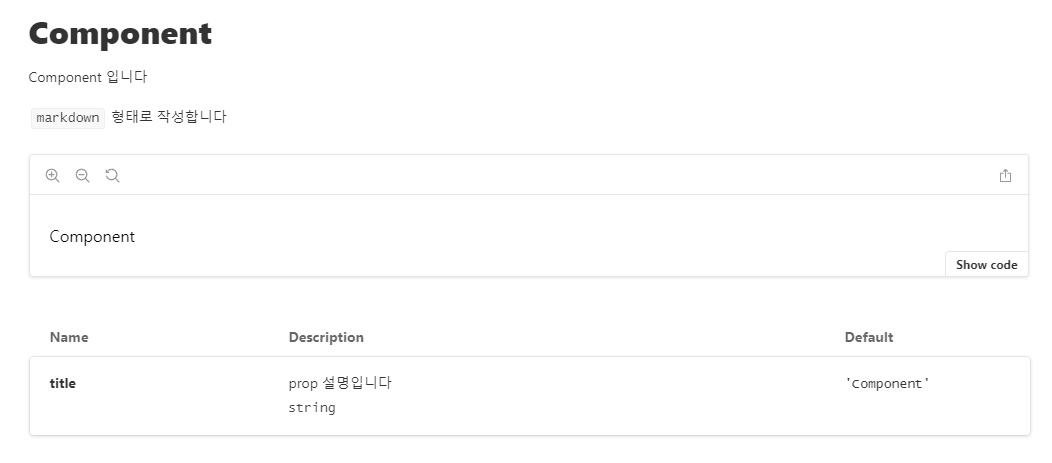 Component
Component 입니다
markdown 형태로 작성합니다
Component
Show code
Name Description Default
title prop 설명입니다 'Component'
string